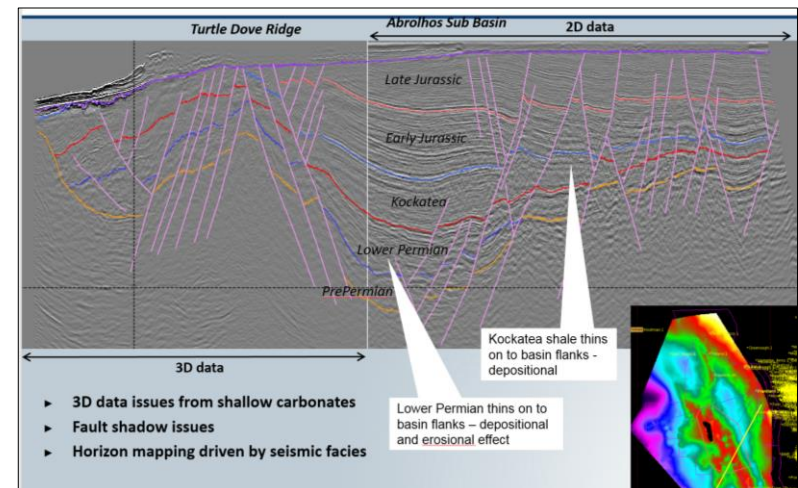 Turtle Dove Ridge
Abrolhos Sub Basin
2D data
Late Jurassic
Early Jurassic
Kockatea
Lower Permian
PrePermian
Kockatea shale thins
on to basin flanks -
depositional
3D data
Lower Permian thins on to
basin flanks – depositional
and erosional effect
► 3D data issues from shallow carbonates
► Fault shadow issues
► Horizon mapping driven by seismic facies